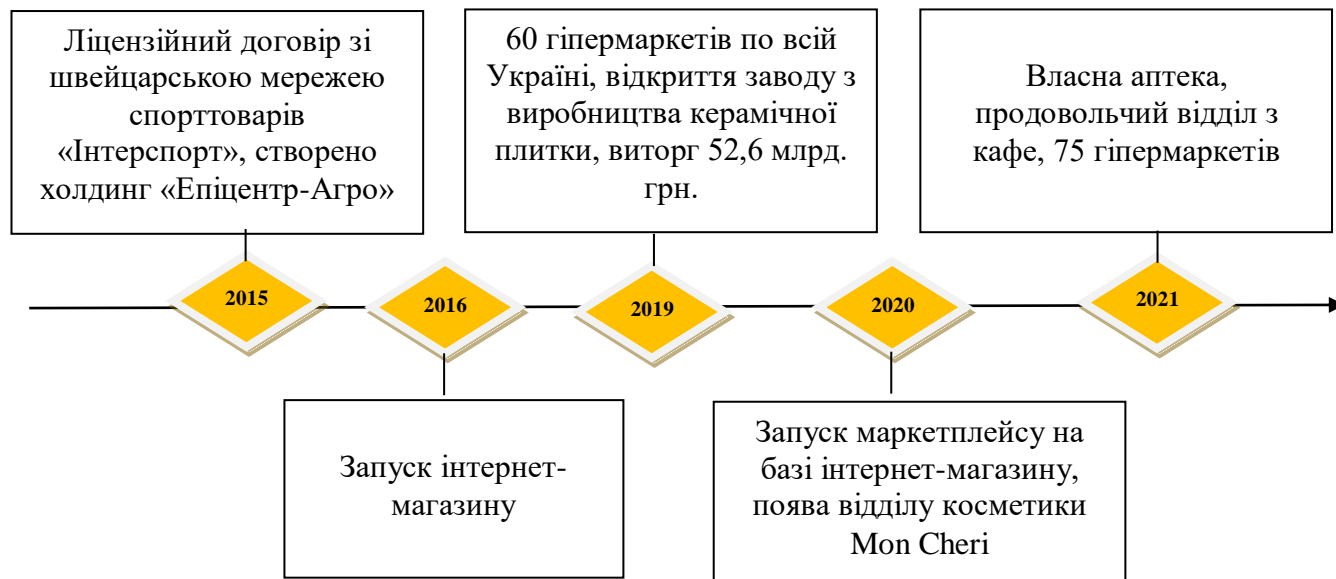 Ліцензійний договір зі
швейцарською мережею
спорттоварів
«Інтерспорт», створено
холдинг «Епіцентр-Агро»
60 гіпермаркетів по всій
Україні, відкриття заводу з
виробництва керамічної
плитки, виторг 52,6 млрд.
грн.
Власна аптека,
продовольчий відділ з
кафе, 75 гіпермаркетів
2015
2016
2019
2020
2021
Запуск інтернет-
магазину
Запуск маркетплейсу на
базі інтернет-магазину,
поява відділу косметики
Mon Cheri